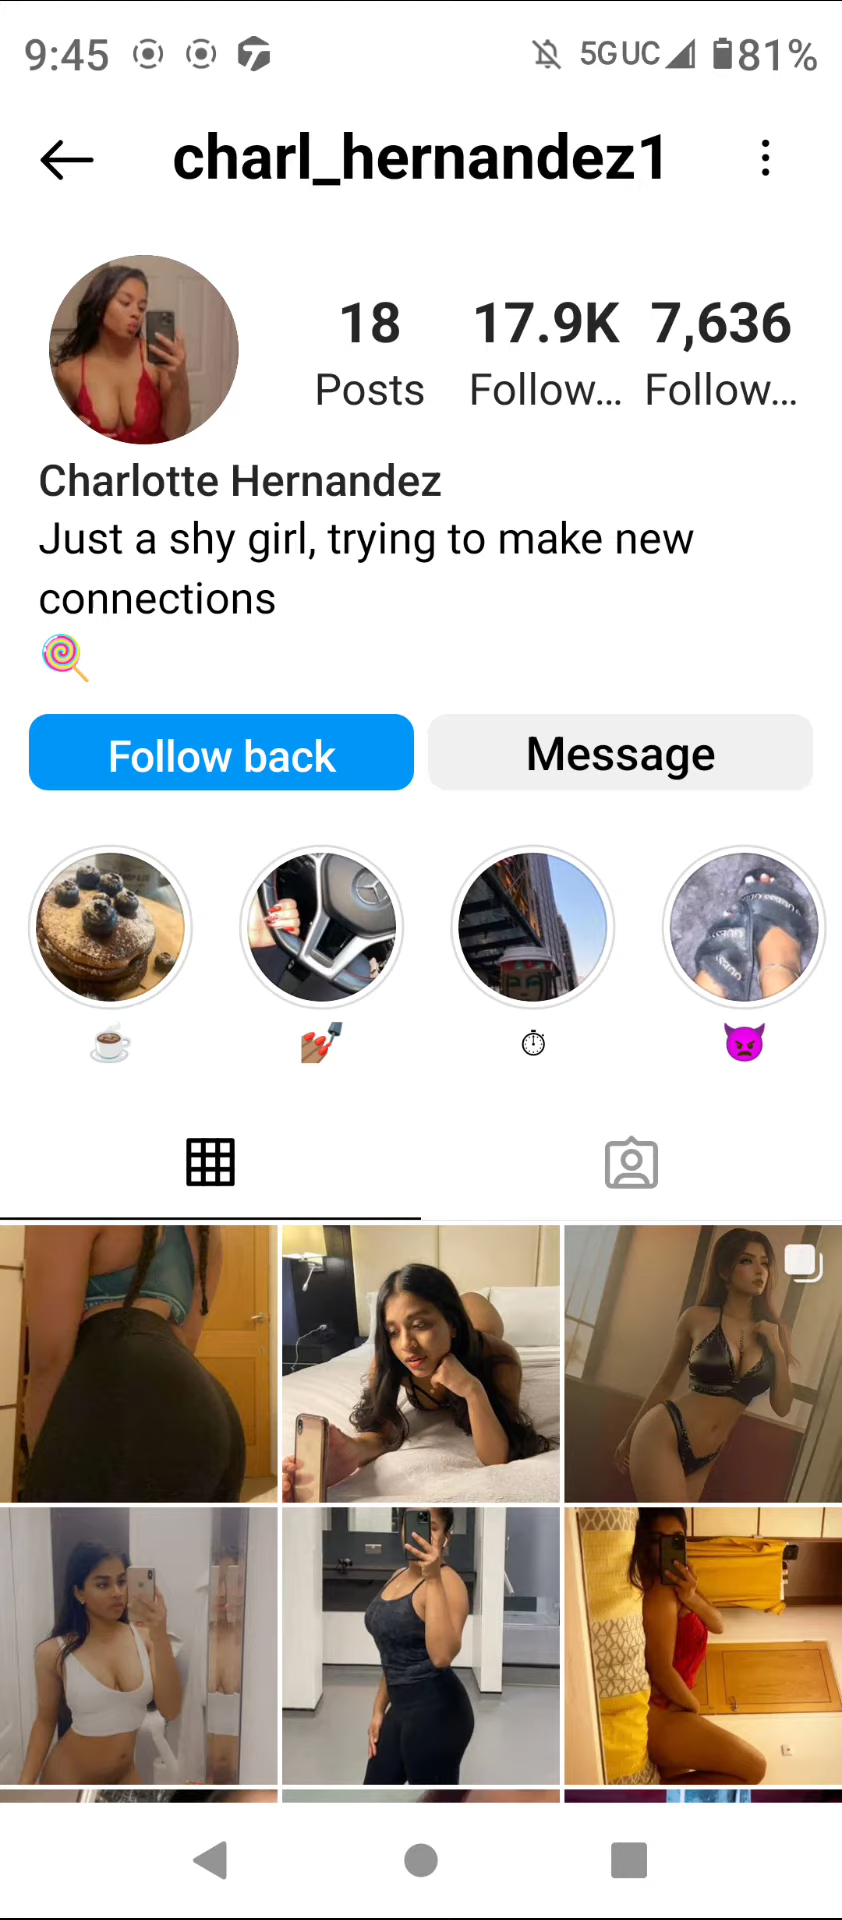 9:45 5G UC 81%
charl_hernandez1
18 17.9K 7,636
Posts Follow... Follow...
Charlotte Hernandez
Just a shy girl, trying to make new
connections
Follow back Message